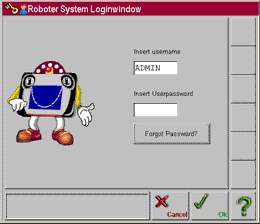 Roboter System Loginwindow
Insert username
ADMIN
Insert Userpassword
Forgot Password?
Cancel
Ok
?